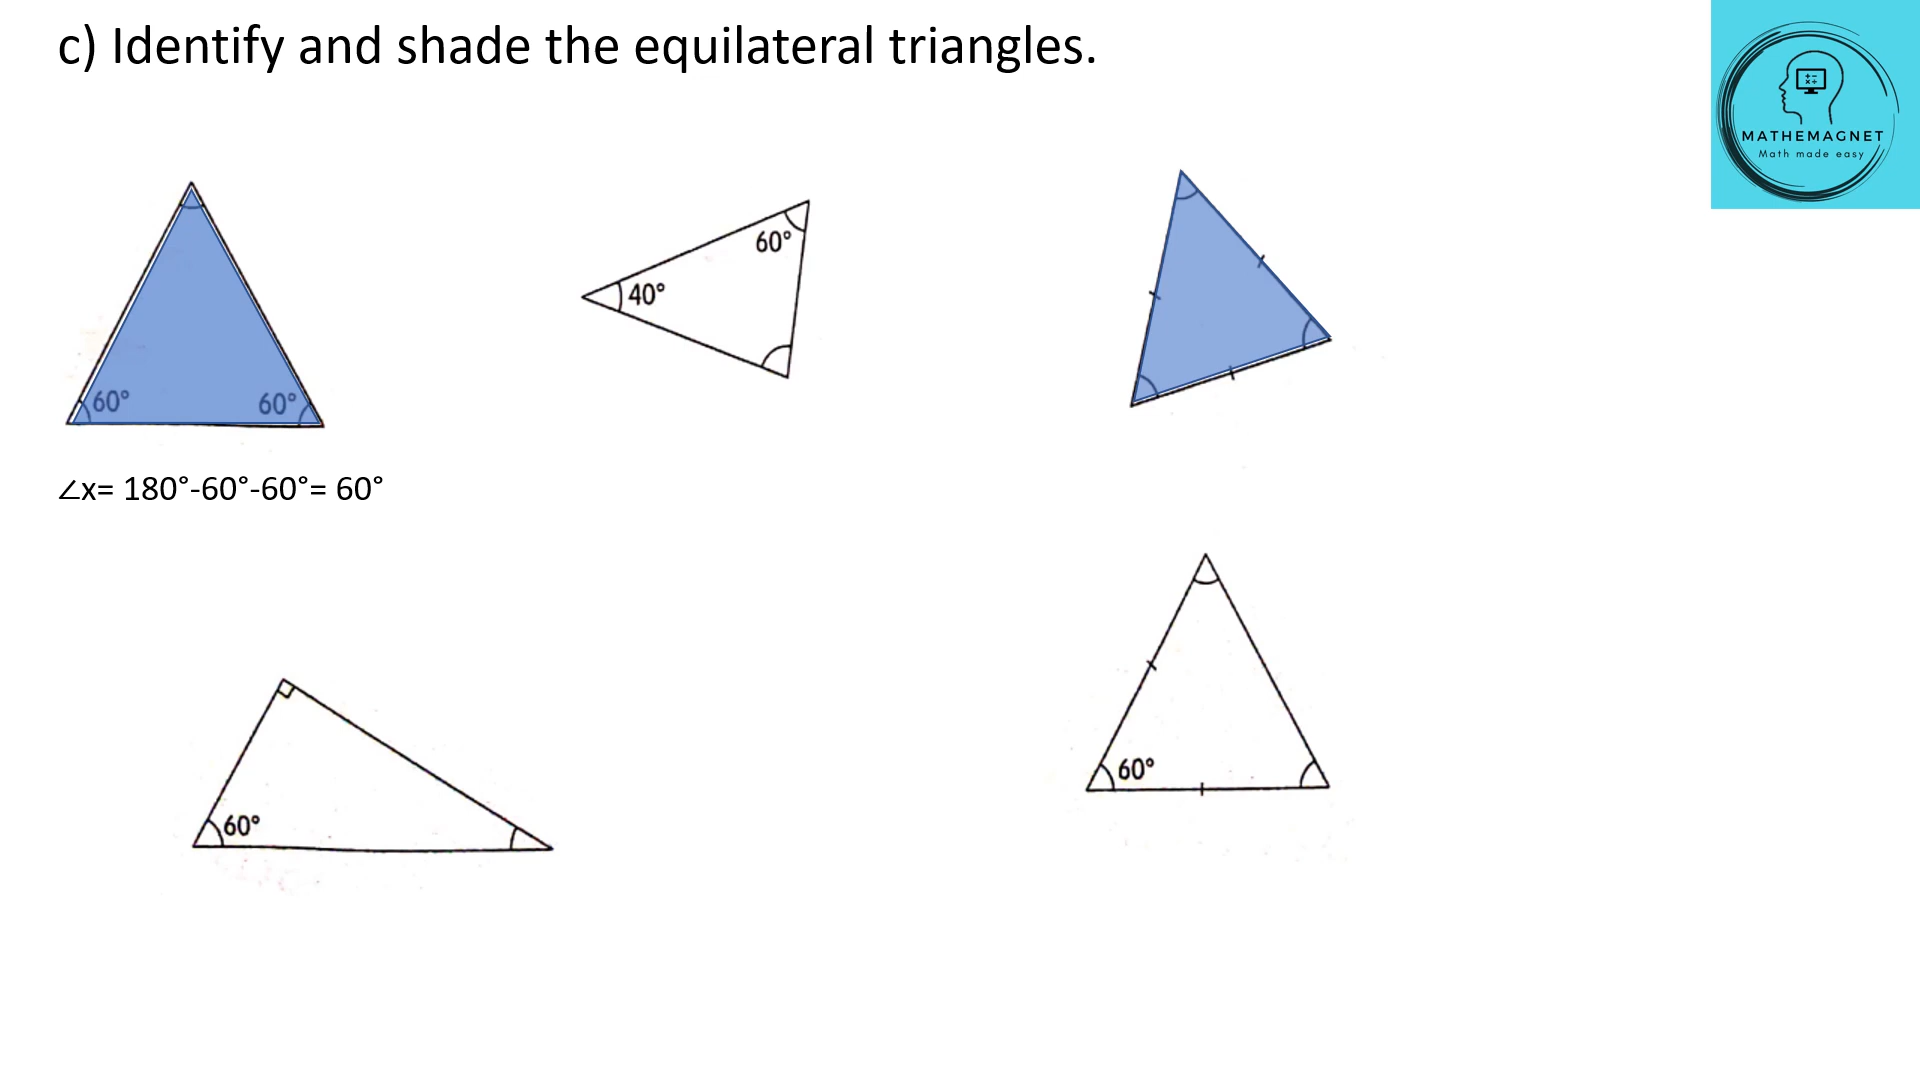 c) Identify and shade the equilateral triangles.
MATHEMAGNET
Math made easy
60°
40°
60° 60°
∠x= 180°-60°-60°= 60°
60°
60°